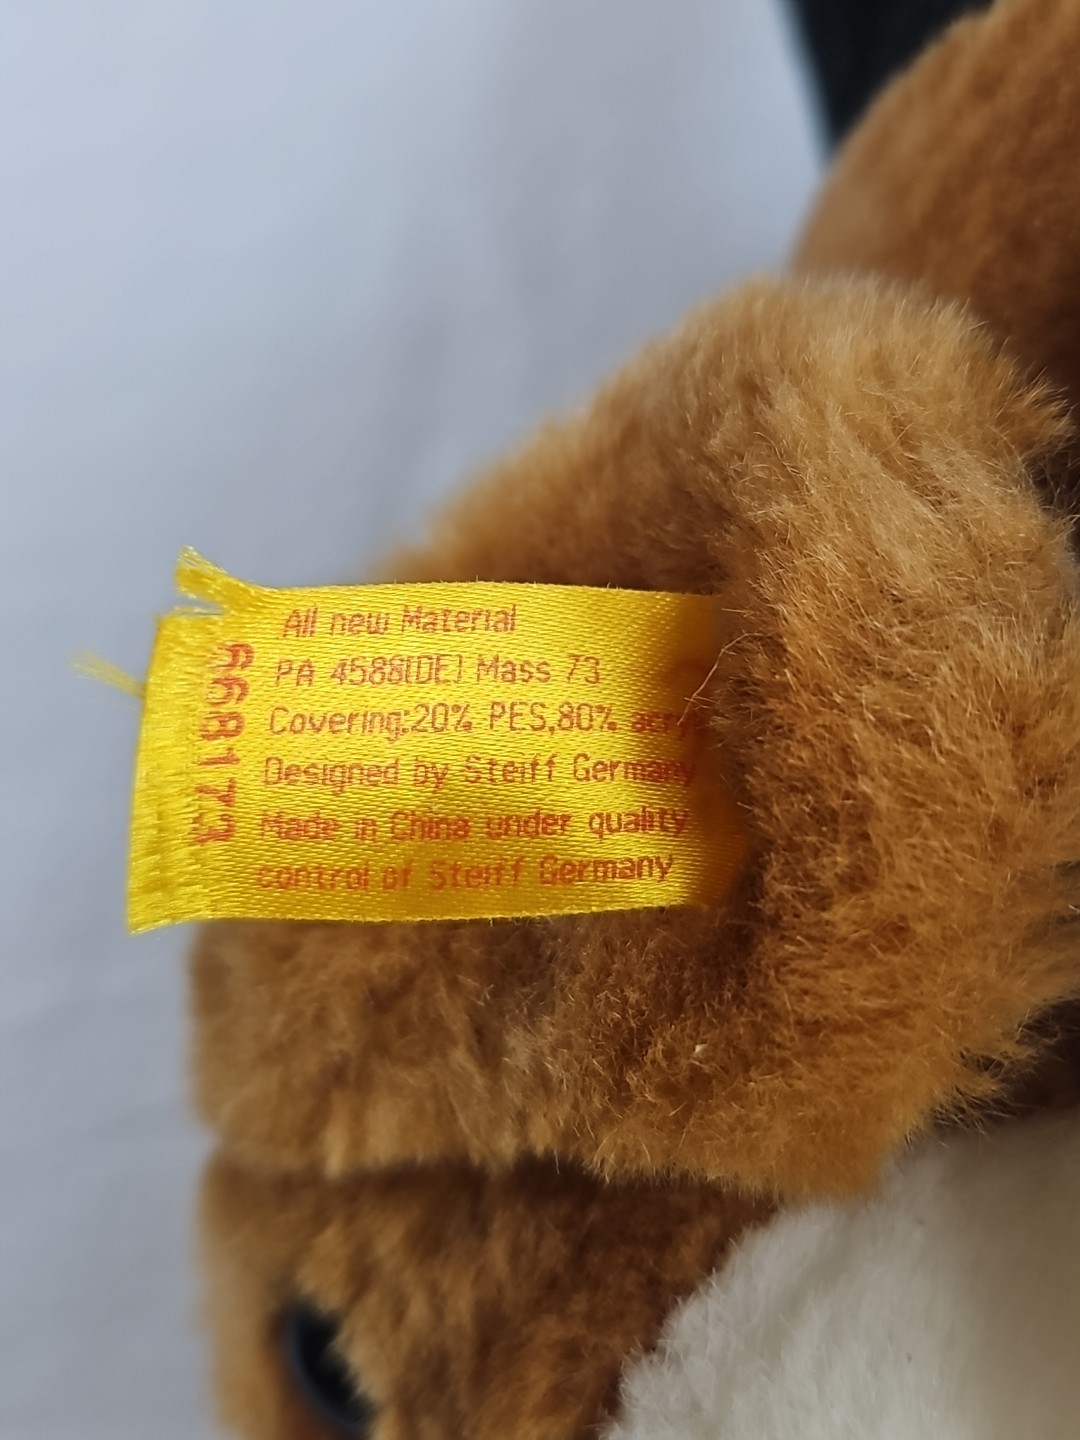 All new Material
PA 4588(DE) Mass 73
Covering:20% PES,80%
Designed by Steiff Germany
Made in China under quality
control of Steiff Germany
668173